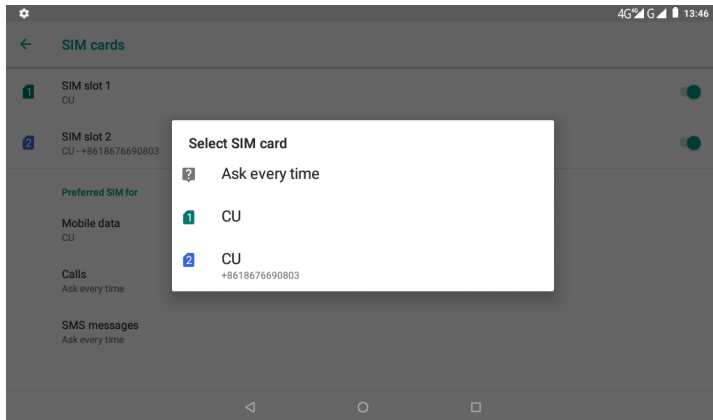 4G 4G G 13:46
SIM cards
SIM slot 1
CU
SIM slot 2
CU - +8618676690803
Preferred SIM for
Mobile data
CU
Calls
Ask every time
SMS messages
Ask every time
Select SIM card
? Ask every time
1 CU
2 CU
+8618676690803